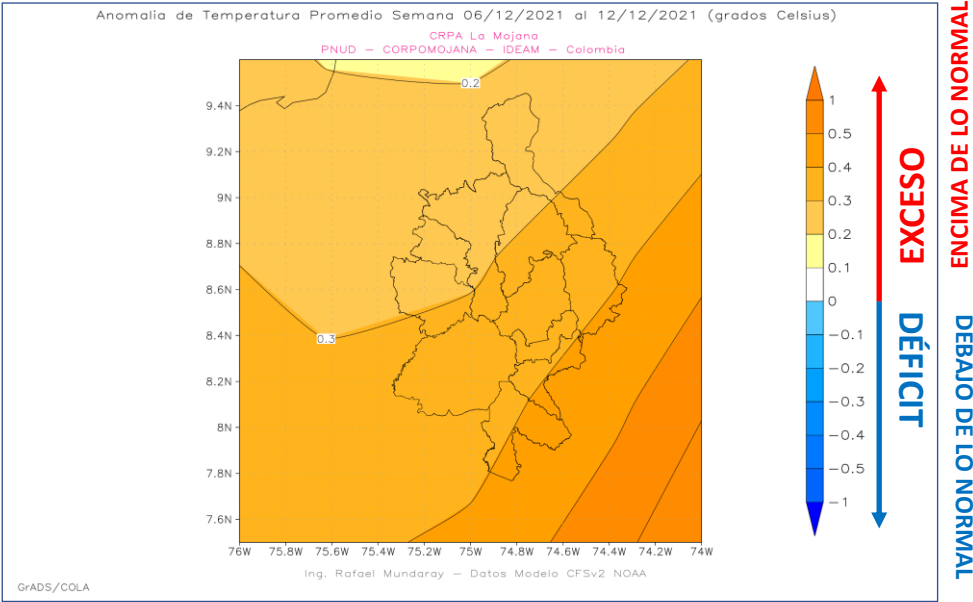 Anomalia de Temperatura Promedio Semana 06/12/2021 al 12/12/2021 (grados Celsius)
CRPA La Mojana
PNUD – CORPOMOJANA – IDEAM – Colombia
0.2
0.3
9.4N
9.2N
9N
8.8N
8.6N
8.4N
8.2N
8N
7.8N
7.6N
76W 75.8W 75.6W 75.4W 75.2W 75W 74.8W 74.6W 74.4W 74.2W 74W
Ing. Rafael Mundaray – Datos Modelo CFSv2 NOAA
GrADS/COLA
1
0.5
0.4
0.3
0.2
0.1
0
−0.1
−0.2
−0.3
−0.4
−0.5
−1
EXCESO
DÉFICIT
ENCIMA DE LO NORMAL
DEBAJO DE LO NORMAL